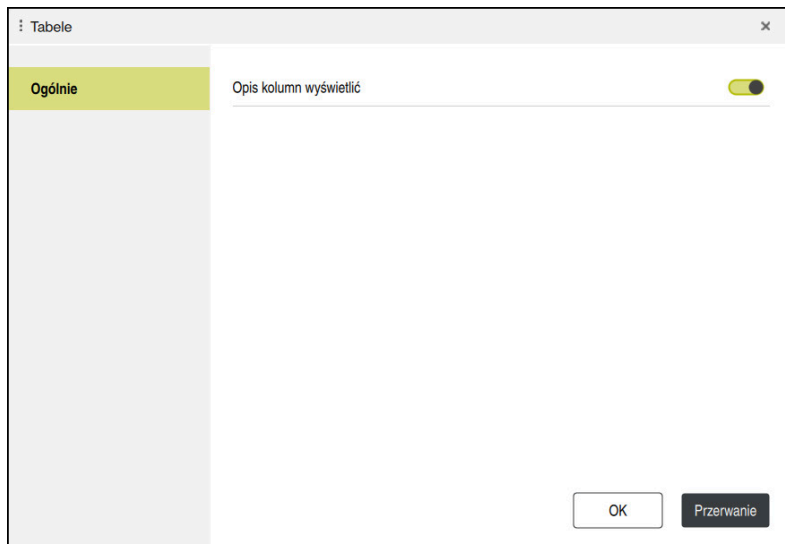 Tabele
Ogólnie
Opis kolumn wyświetlić
OK
Przerwanie